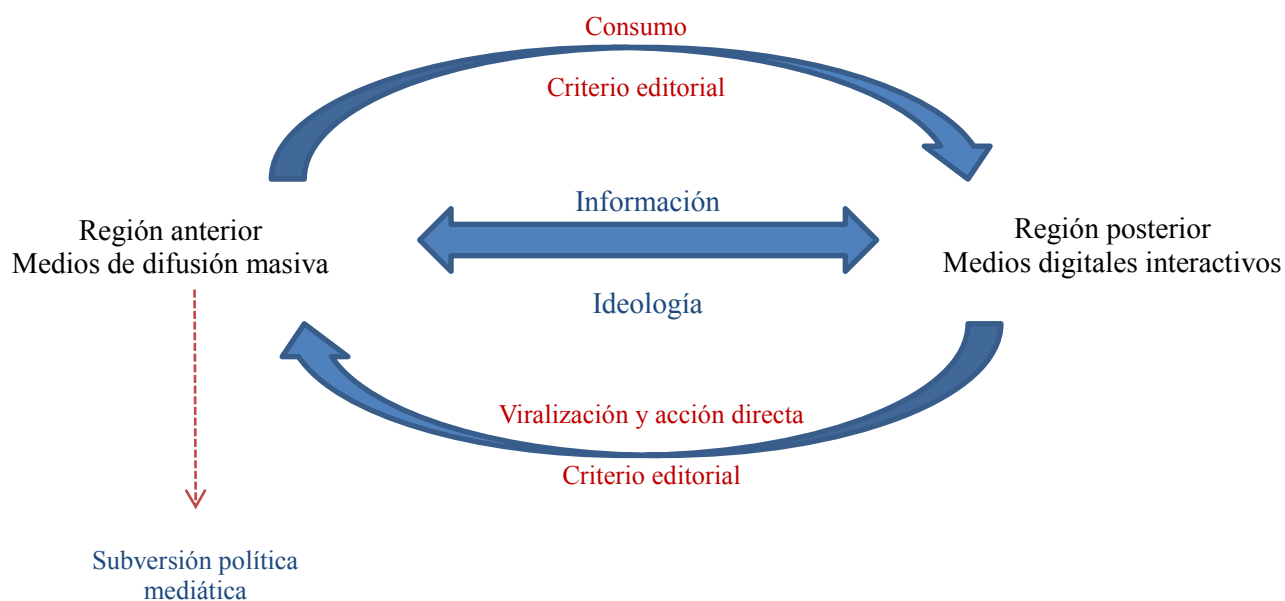 Consumo
Criterio editorial
Información
Región anterior
Medios de difusión masiva
Región posterior
Medios digitales interactivos
Ideología
Viralización y acción directa
Criterio editorial
Subversión política
mediática